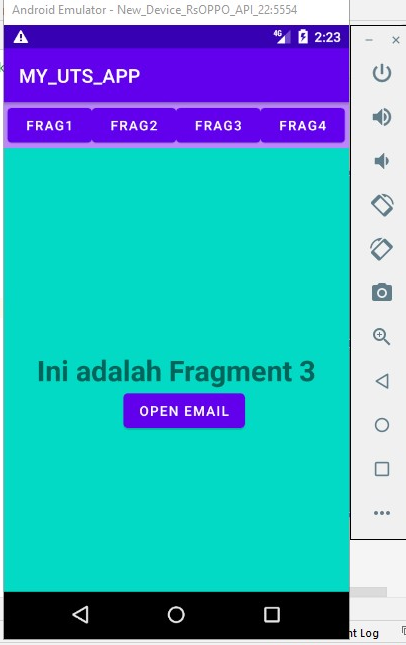 Android Emulator - New_Device_RsOPPO_API_22:5554
4G 2:23
MY_UTS_APP
FRAG1 FRAG2 FRAG3 FRAG4
Ini adalah Fragment 3
OPEN EMAIL
nt Log